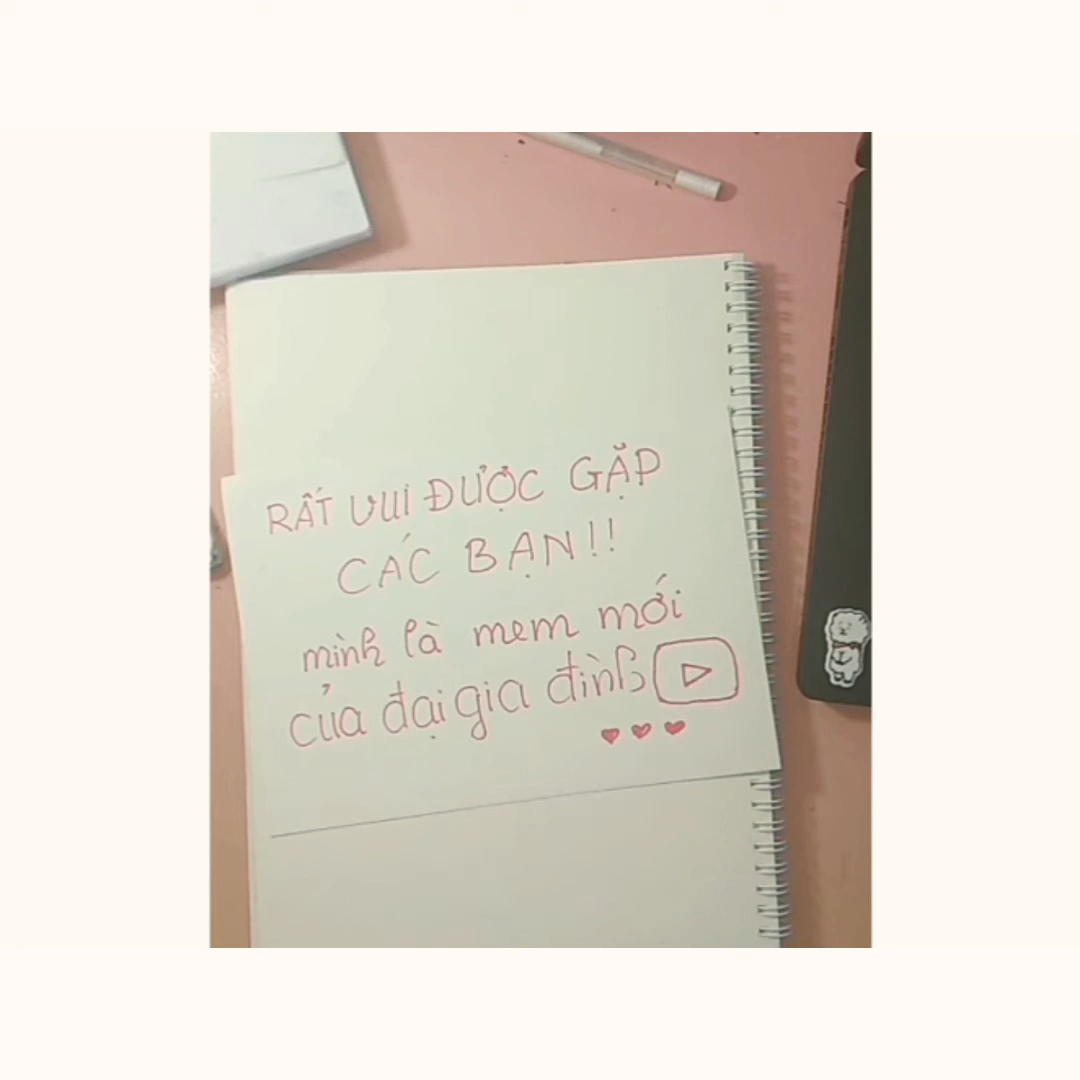 RẤT VUI ĐƯỢC GẶP
CÁC BẠN!!
mình là mem mới
của đại gia đình